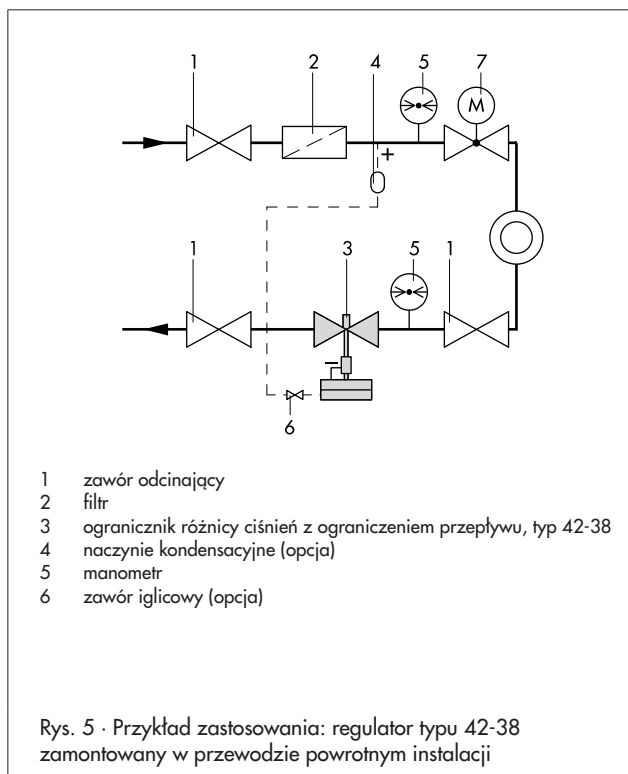 1 2 4 5 7
M
+
1 3 5 1
−
6
1 zawór odcinający
2 filtr
3 ogranicznik różnicy ciśnień z ograniczeniem przepływu, typ 42-38
4 naczynie kondensacyjne (opcja)
5 manometr
6 zawór iglicowy (opcja)
Rys. 5 · Przykład zastosowania: regulator typu 42-38
zamontowany w przewodzie powrotnym instalacji